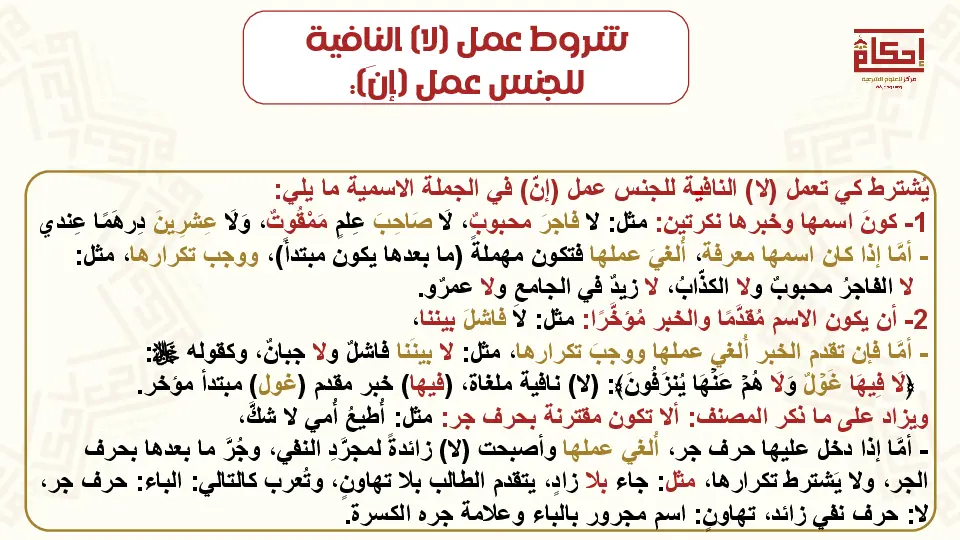 شروط عمل (لا) النافية
للجنس عمل (إنَّ):
إحكام
مركز للعلوم الشرعية
يُشترط كي تعمل (لا) النافية للجنس عمل (إنّ) في الجملة الاسمية ما يلي:
1- كونَ اسمها وخبرها نكرتين: مثل: لا فاجرَ محبوبٌ، لَا صَاحِبَ عِلمٍ مَمْقُوتٌ، وَلَا عِشرِينَ دِرهَمًا عِندي
- أمَّا إذا كان اسمها معرفة، أُلغيَ عملها فتكون مهملةً (ما بعدها يكون مبتدأً)، ووجب تكرارها، مثل:
لا الفاجرُ محبوبٌ ولا الكذّابُ، لا زيدٌ في الجامع ولا عمرٌو.
2- أن يكون الاسم مُقدَّمًا والخبر مُؤخَّرًا: مثل: لاَ فاشلَ بيننا،
- أمَّا فإن تقدم الخبر أُلغي عملها ووجبَ تكرارها، مثل: لا بينَنا فاشلٌ ولا جبانٌ، وكقوله ﷻ:
﴿لَا فِيهَا غَوْلٌ وَلَا هُمْ عَنْهَا يُنزَفُونَ﴾: (لا) نافية ملغاة، (فيها) خبر مقدم (غول) مبتدأ مؤخر.
ويزاد على ما ذكر المصنف: ألا تكون مقترنة بحرف جر: مثل: أُطيعُ أُمي لا شكَّ،
- أمَّا إذا دخل عليها حرف جر، أُلغي عملها وأصبحت (لا) زائدةً لمجرَّدِ النفي، وجُرَّ ما بعدها بحرف
الجر، ولا يَشترط تكرارها، مثل: جاء بلا زادٍ، يتقدم الطالب بلا تهاونٍ، وتُعرب كالتالي: الباء: حرف جر،
لا: حرف نفي زائد، تهاونٍ: اسم مجرور بالباء وعلامة جره الكسرة.